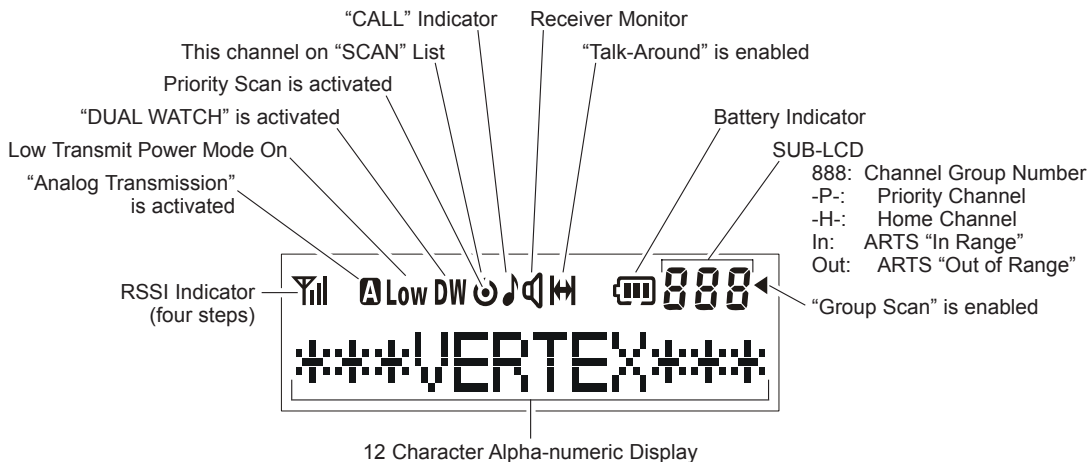 “CALL” Indicator
Receiver Monitor
This channel on “SCAN” List
“Talk-Around” is enabled
Priority Scan is activated
“DUAL WATCH” is activated
Battery Indicator
Low Transmit Power Mode On
SUB-LCD
“Analog Transmission”
is activated
888: Channel Group Number
-P-: Priority Channel
-H-: Home Channel
In: ARTS “In Range”
Out: ARTS “Out of Range”
RSSI Indicator
(four steps)
A Low DW 888
“Group Scan” is enabled
***VERTEX***
12 Character Alpha-numeric Display